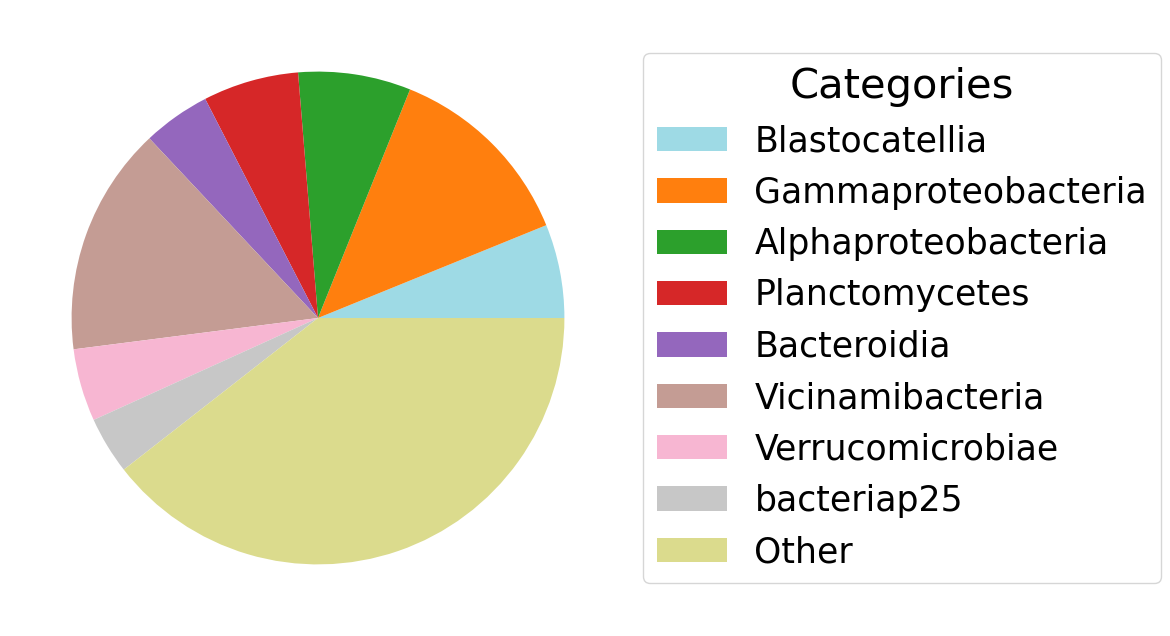 Categories
Blastocatellia
Gammaproteobacteria
Alphaproteobacteria
Planctomycetes
Bacteroidia
Vicinamibacteria
Verrucomicrobiae
bacteriap25
Other